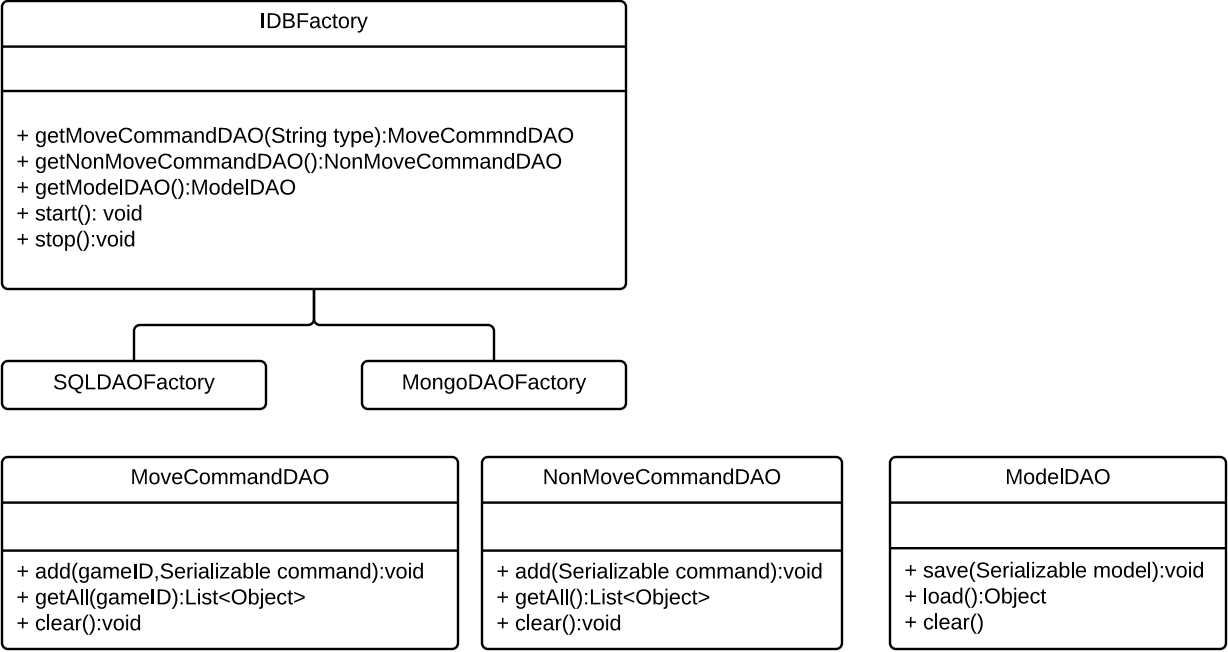 IDBFactory
+ getMoveCommandDAO(String type):MoveCommndDAO
+ getNonMoveCommandDAO():NonMoveCommandDAO
+ getModelDAO():ModelDAO
+ start(): void
+ stop():void
SQLDAOFactory
MongoDAOFactory
MoveCommandDAO
+ add(gameID,Serializable command):void
+ getAll(gameID):List<Object>
+ clear():void
NonMoveCommandDAO
+ add(Serializable command):void
+ getAll():List<Object>
+ clear():void
ModelDAO
+ save(Serializable model):void
+ load():Object
+ clear()